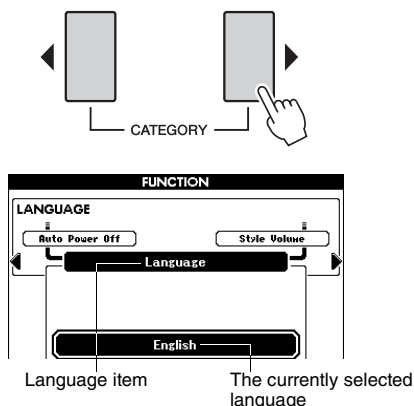 CATEGORY
FUNCTION
LANGUAGE
Auto Power Off
Style Volume
Language
English
Language item
The currently selected
language